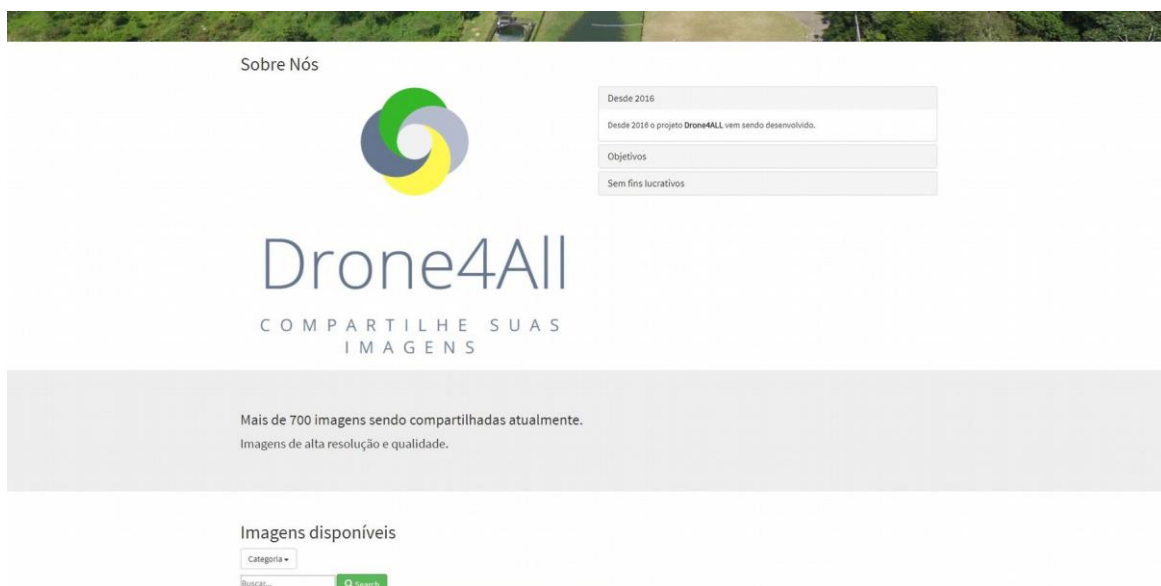 Sobre Nós
Desde 2016
Desde 2016 o projeto Drone4ALL vem sendo desenvolvido.
Objetivos
Sem fins lucrativos
Drone4All
COMPARTILHE SUAS
IMAGENS
Mais de 700 imagens sendo compartilhadas atualmente.
Imagens de alta resolução e qualidade.
Imagens disponíveis
Categoria
Buscar...
Search